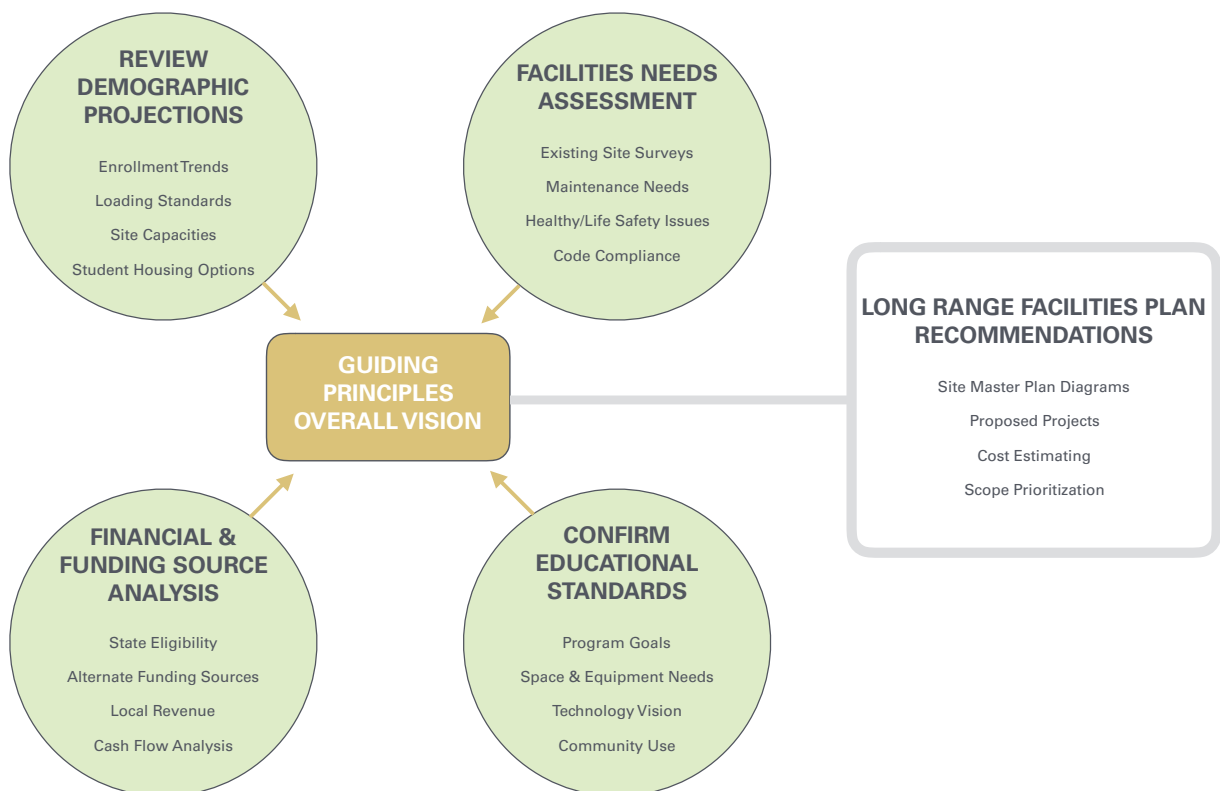 REVIEW
DEMOGRAPHIC
PROJECTIONS
Enrollment Trends
Loading Standards
Site Capacities
Student Housing Options
FACILITIES NEEDS
ASSESSMENT
Existing Site Surveys
Maintenance Needs
Healthy/Life Safety Issues
Code Compliance
GUIDING
PRINCIPLES
OVERALL VISION
LONG RANGE FACILITIES PLAN
RECOMMENDATIONS
Site Master Plan Diagrams
Proposed Projects
Cost Estimating
Scope Prioritization
FINANCIAL &
FUNDING SOURCE
ANALYSIS
State Eligibility
Alternate Funding Sources
Local Revenue
Cash Flow Analysis
CONFIRM
EDUCATIONAL
STANDARDS
Program Goals
Space & Equipment Needs
Technology Vision
Community Use